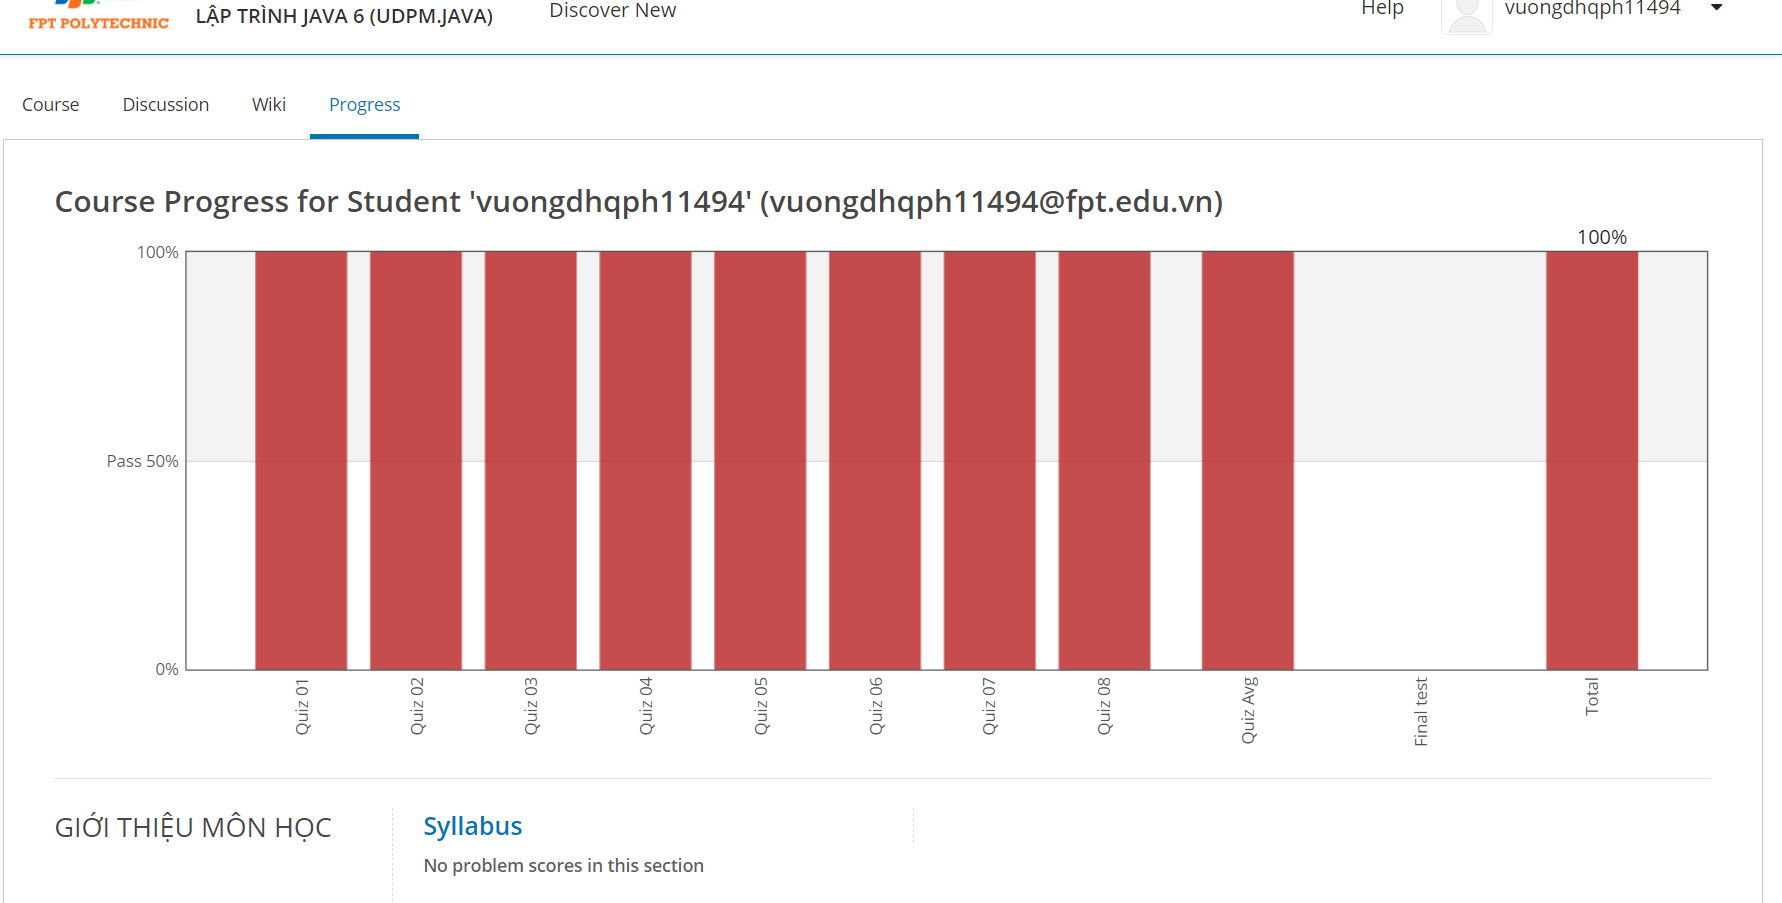 FPT POLYTECHNIC
LẬP TRÌNH JAVA 6 (UDPM.JAVA)
Discover New
Help
vuongdhqph11494
Course
Discussion
Wiki
Progress
Course Progress for Student 'vuongdhqph11494' (vuongdhqph11494@fpt.edu.vn)
100%
100%
Pass 50%
0%
Quiz 01
Quiz 02
Quiz 03
Quiz 04
Quiz 05
Quiz 06
Quiz 07
Quiz 08
Quiz Avg
Final test
Total
GIỚI THIỆU MÔN HỌC
Syllabus
No problem scores in this section